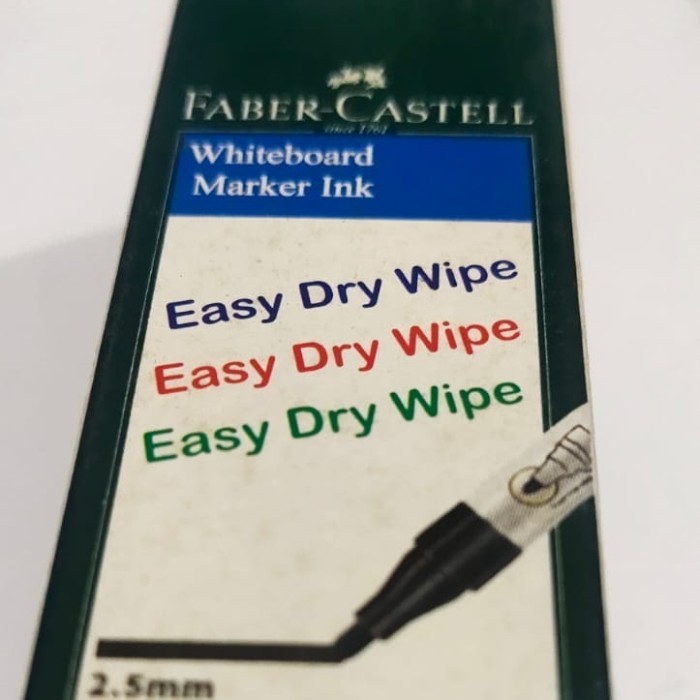 FABER-CASTELL
since 1761
Whiteboard
Marker Ink
Easy Dry Wipe
Easy Dry Wipe
Easy Dry Wipe
2.5mm